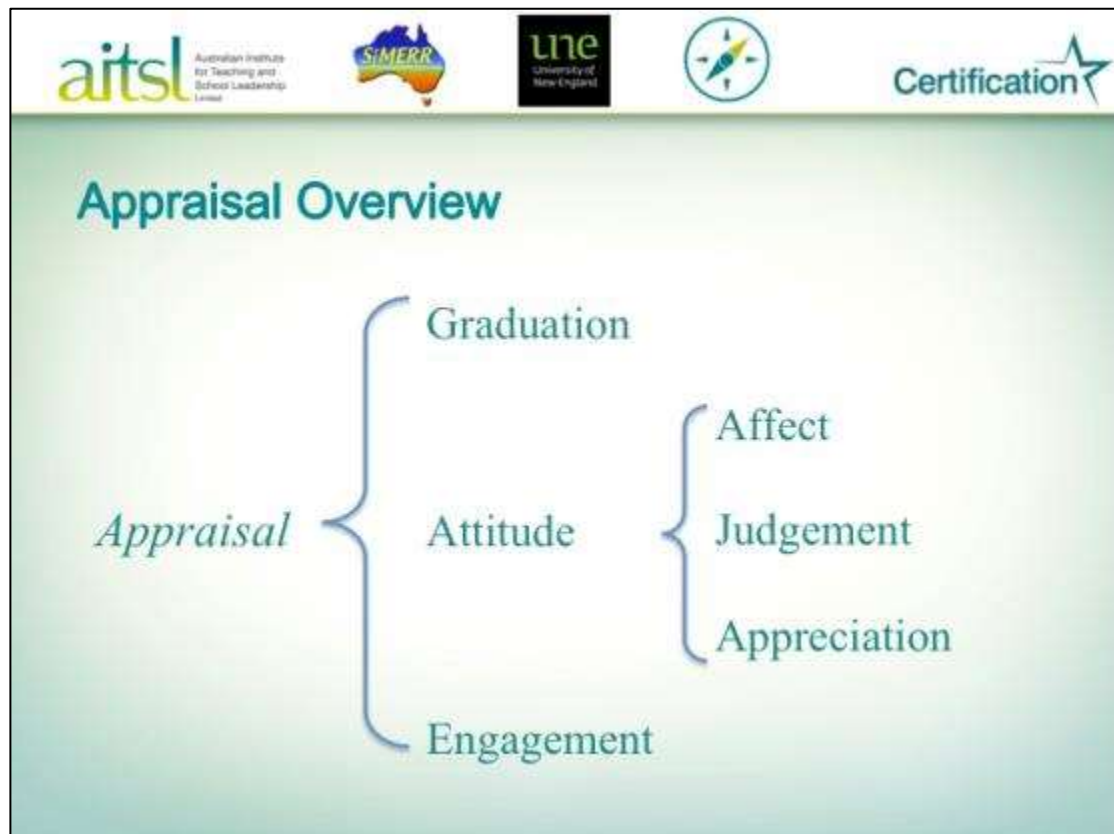 aitsl
Australian Institute
for Teaching and
School Leadership
Limited
SiMERR
une
University of
New England
Certification
Appraisal Overview
Graduation
Affect
Appraisal
Attitude
Judgement
Appreciation
Engagement